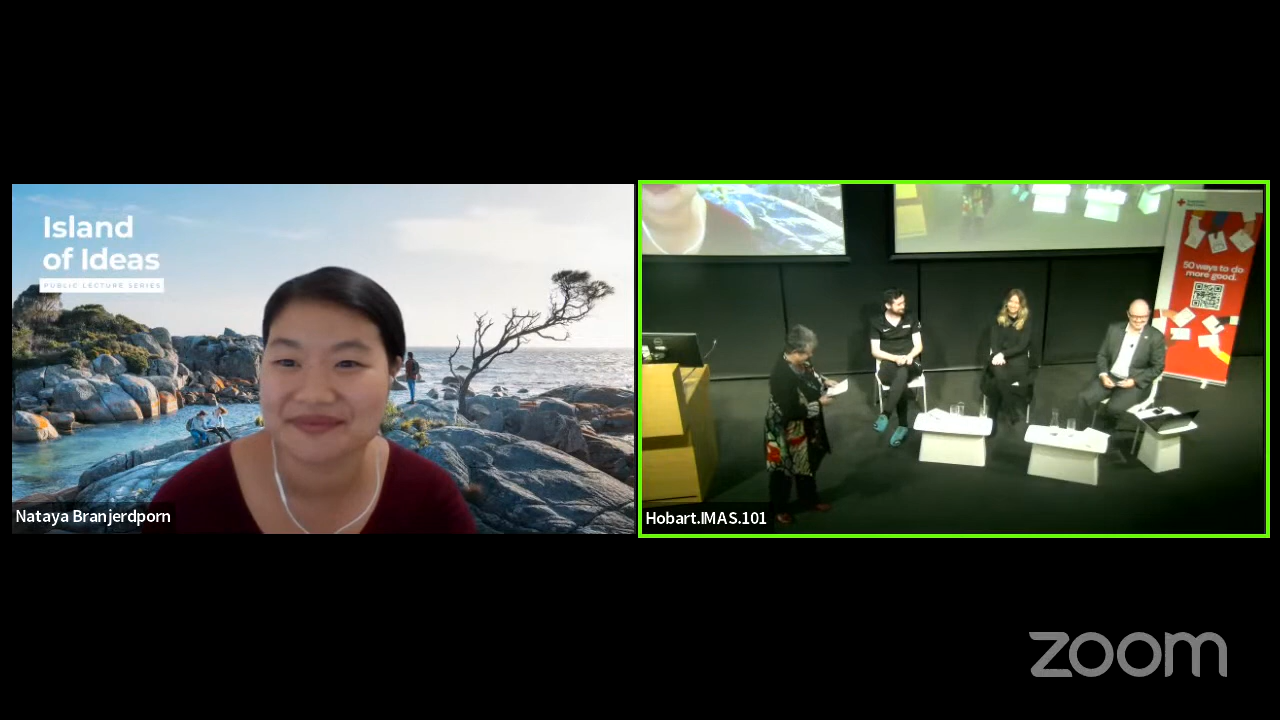 Island
of Ideas
PUBLIC LECTURE SERIES
Nataya Branjerdporn
50 ways to do
more good.
Hobart.IMAS.101
zoom